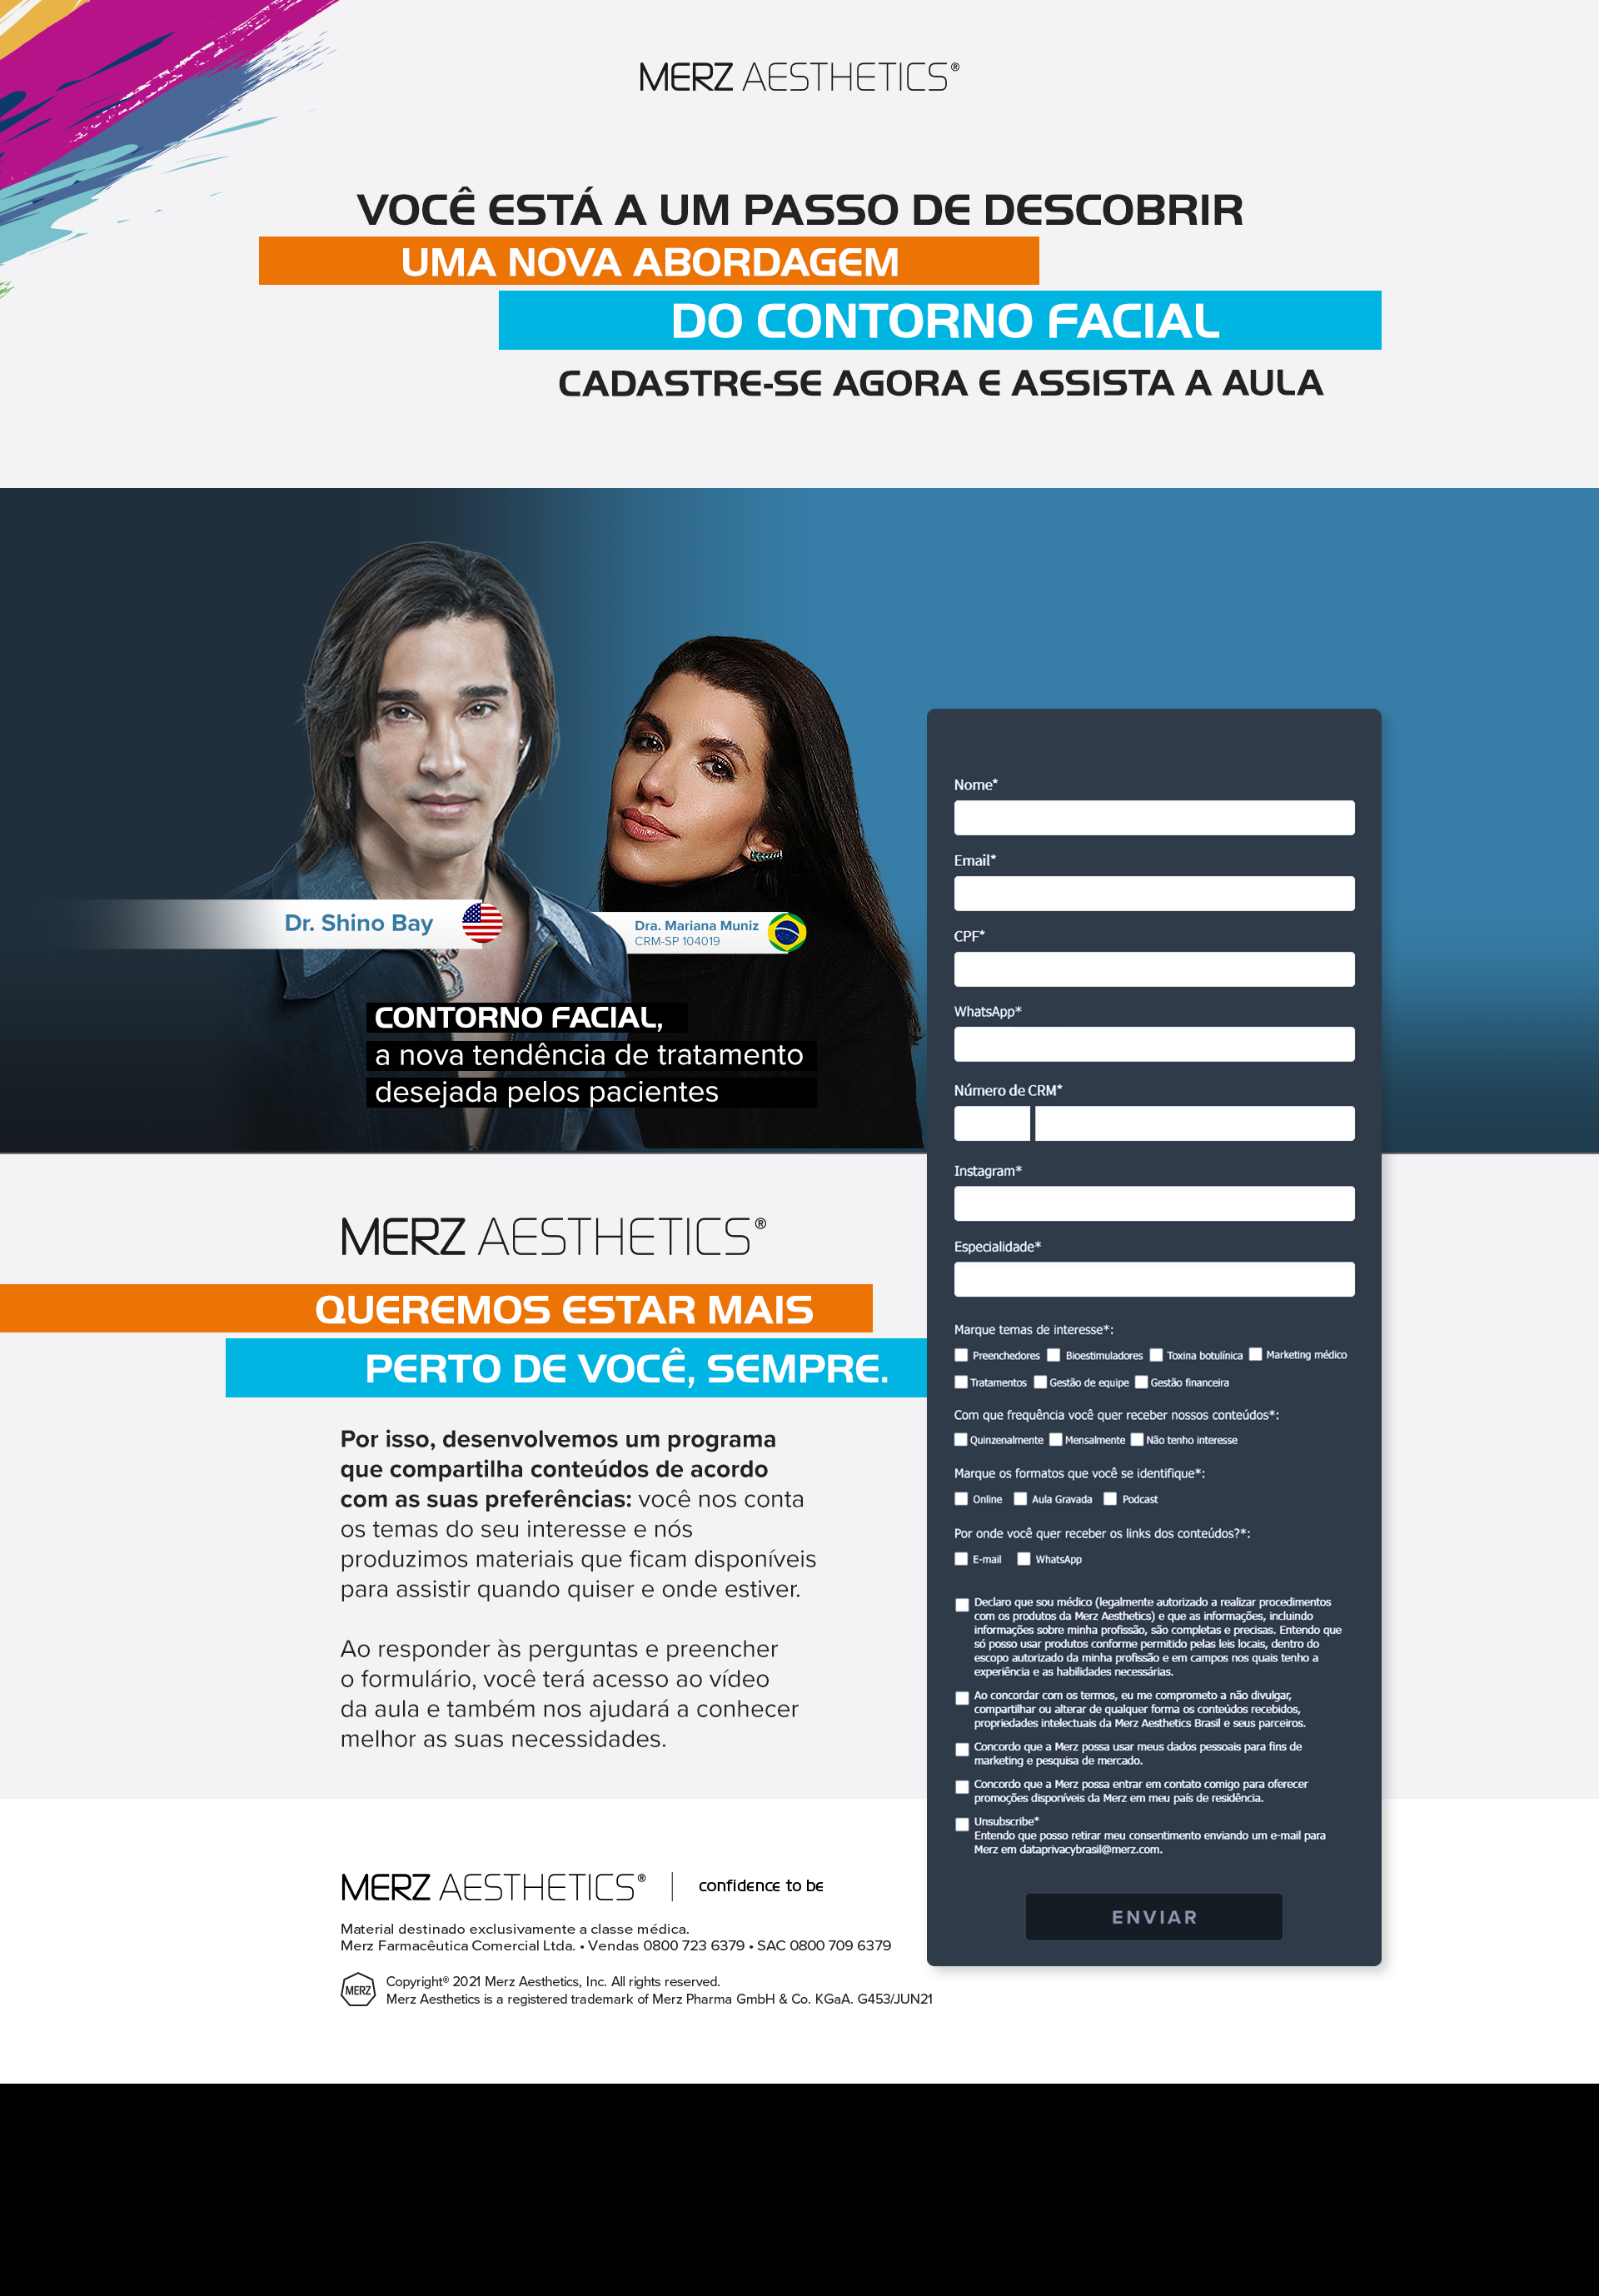 MERZ AESTHETICS®
VOCÊ ESTÁ A UM PASSO DE DESCOBRIR
UMA NOVA ABORDAGEM
DO CONTORNO FACIAL
CADASTRE-SE AGORA E ASSISTA A AULA
Dr. Shino Bay
Dra. Mariana Muniz
CRM-SP 104019
CONTORNO FACIAL,
a nova tendência de tratamento
desejada pelos pacientes
MERZ AESTHETICS®
QUEREMOS ESTAR MAIS
PERTO DE VOCÊ, SEMPRE.
Por isso, desenvolvemos um programa
que compartilha conteúdos de acordo
com as suas preferências: você nos conta
os temas do seu interesse e nós
produzimos materiais que ficam disponíveis
para assistir quando quiser e onde estiver.
Ao responder às perguntas e preencher
o formulário, você terá acesso ao vídeo
da aula e também nos ajudará a conhecer
melhor as suas necessidades.
Nome*
Email*
CPF*
WhatsApp*
Número de CRM*
Instagram*
Especialidade*
Marque temas de interesse*:
Preenchedores Bioestimuladores Toxina botulínica Marketing médico
Tratamentos Gestão de equipe Gestão financeira
Com que frequência você quer receber nossos conteúdos*:
Quinzenalmente Mensalmente Não tenho interesse
Marque os formatos que você se identifique*:
Online Aula Gravada Podcast
Por onde você quer receber os links dos conteúdos?*:
E-mail WhatsApp
Declaro que sou médico (legalmente autorizado a realizar procedimentos
com os produtos da Merz Aesthetics) e que as informações, incluindo
informações sobre minha profissão, são completas e precisas. Entendo que
só posso usar produtos conforme permitido pelas leis locais, dentro do
escopo autorizado da minha profissão e em campos nos quais tenho a
experiência e as habilidades necessárias.
Ao concordar com os termos, eu me comprometo a não divulgar,
compartilhar ou alterar de qualquer forma os conteúdos recebidos,
propriedades intelectuais da Merz Aesthetics Brasil e seus parceiros.
Concordo que a Merz possa usar meus dados pessoais para fins de
marketing e pesquisa de mercado.
Concordo que a Merz possa entrar em contato comigo para oferecer
promoções disponíveis da Merz em meu país de residência.
Unsubscribe*
Entendo que posso retirar meu consentimento enviando um e-mail para
Merz em dataprivacybrasil@merz.com.
ENVIAR
MERZ AESTHETICS® confidence to be
Material destinado exclusivamente a classe médica.
Merz Farmacêutica Comercial Ltda. • Vendas 0800 723 6379 • SAC 0800 709 6379
MERZ
Copyright® 2021 Merz Aesthetics, Inc. All rights reserved.
Merz Aesthetics is a registered trademark of Merz Pharma GmbH & Co. KGaA. G453/JUN21